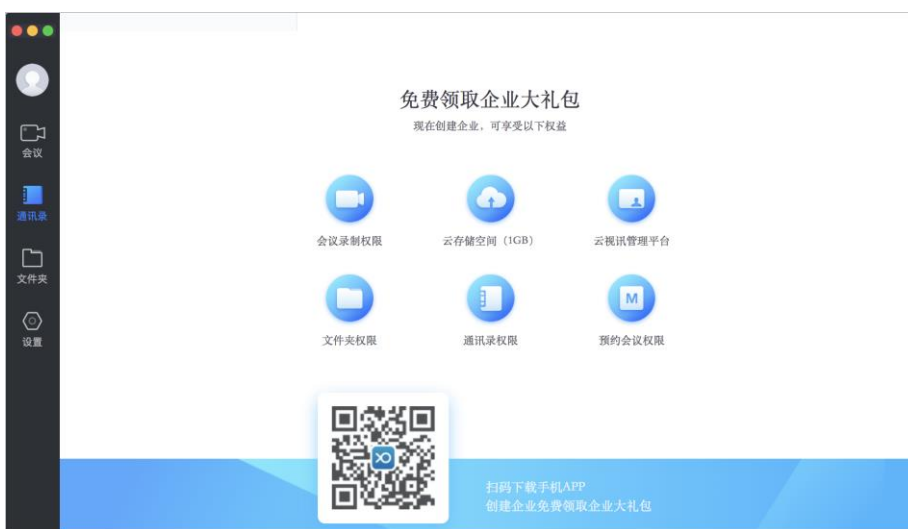 会议
通讯录
文件夹
设置
免费领取企业大礼包
现在创建企业，可享受以下权益
会议录制权限
云存储空间（1GB）
云视讯管理平台
文件夹权限
通讯录权限
M
预约会议权限
扫码下载手机APP
创建企业免费领取企业大礼包